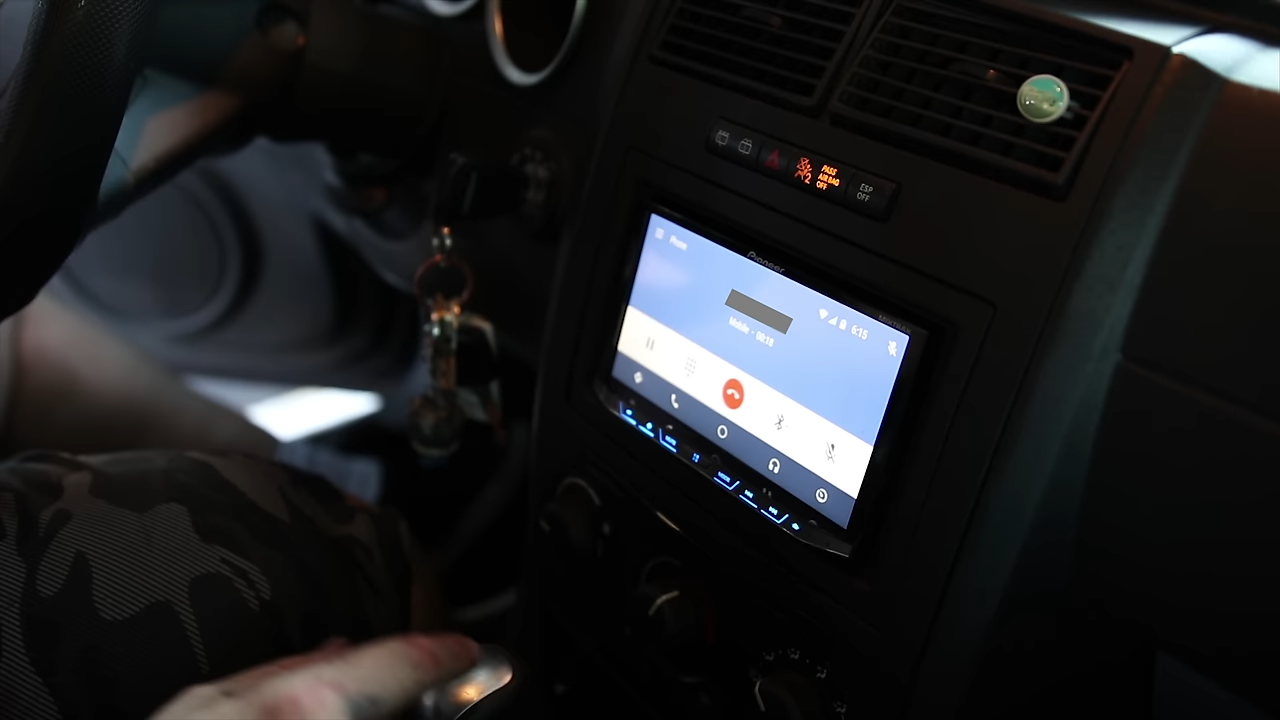 PASS
AIR BAG
OFF
ESP
OFF
Pioneer
Phone
6:15
Mobile - 00:18